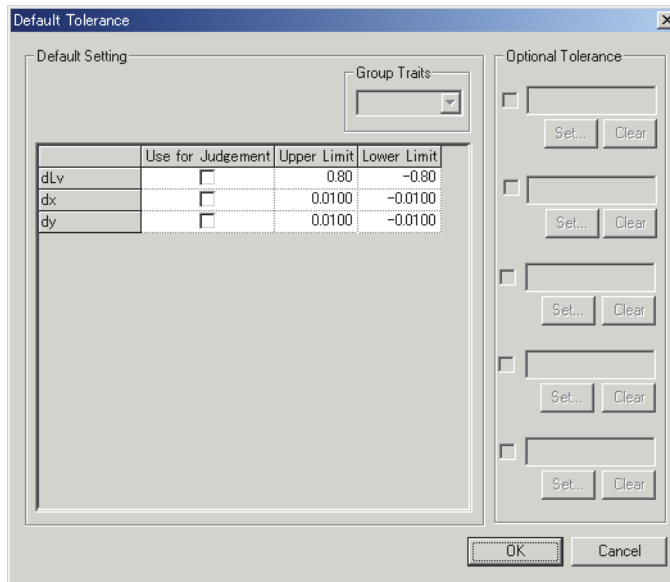 Default Tolerance
Default Setting
Group Traits
Use for Judgement Upper Limit Lower Limit
dLv 0.80 -0.80
dx 0.0100 -0.0100
dy 0.0100 -0.0100
Optional Tolerance
Set... Clear
Set... Clear
Set... Clear
Set... Clear
Set... Clear
OK Cancel